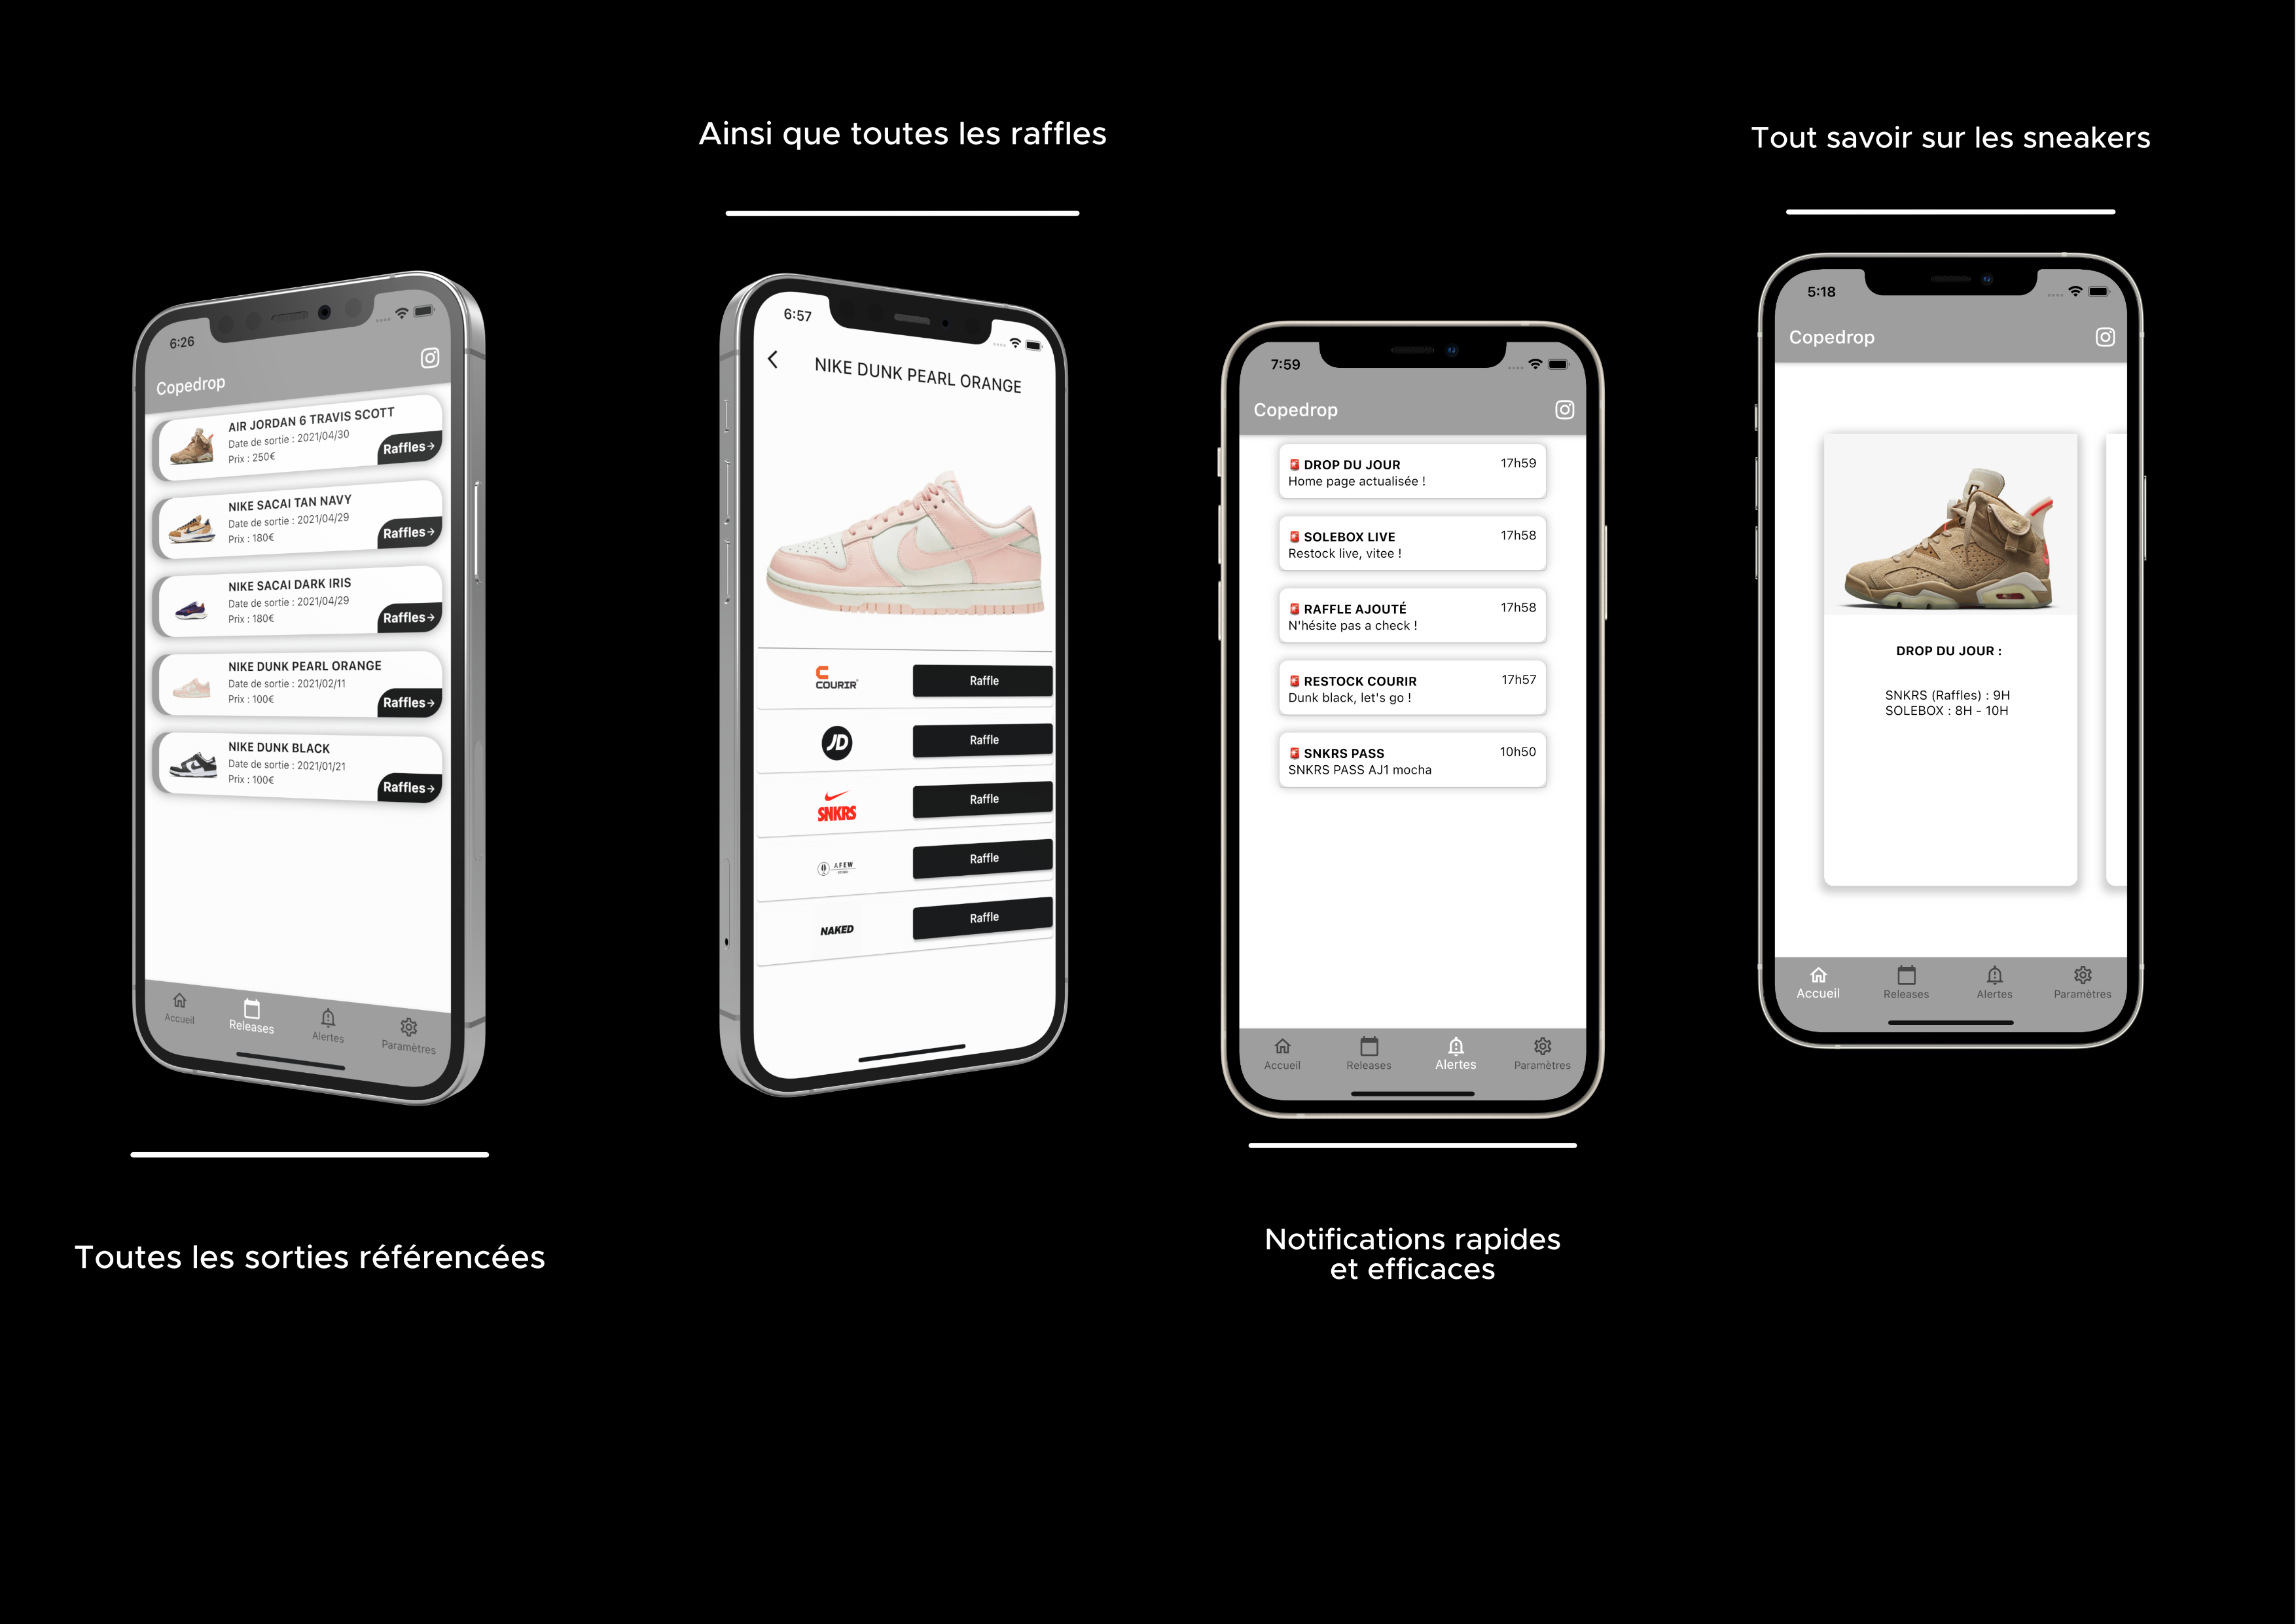 Ainsi que toutes les raffles
Tout savoir sur les sneakers
6:26
Copedrop
AIR JORDAN 6 TRAVIS SCOTT
Date de sortie : 2021/04/30
Prix : 250€
Raffles→
NIKE SACAI TAN NAVY
Date de sortie : 2021/04/29
Prix : 180€
Raffles→
NIKE SACAI DARK IRIS
Date de sortie : 2021/04/29
Prix : 180€
Raffles→
NIKE DUNK PEARL ORANGE
Date de sortie : 2021/02/11
Prix : 100€
Raffles→
NIKE DUNK BLACK
Date de sortie : 2021/01/21
Prix : 100€
Raffles→
Accueil
Releases
Alertes
Paramètres
Toutes les sorties référencées
6:57
NIKE DUNK PEARL ORANGE
COURIR
Raffle
JD
Raffle
SNKRS
Raffle
AFEW
Raffle
NAKED
Raffle
7:59
Copedrop
DROP DU JOUR 17h59
Home page actualisée !
SOLEBOX LIVE 17h58
Restock live, vitee !
RAFFLE AJOUTÉ 17h58
N'hésite pas a check !
RESTOCK COURIR 17h57
Dunk black, let's go !
SNKRS PASS 10h50
SNKRS PASS AJ1 mocha
Accueil
Releases
Alertes
Paramètres
Notifications rapides
et efficaces
5:18
Copedrop
DROP DU JOUR :
SNKRS (Raffles) : 9H
SOLEBOX : 8H - 10H
Accueil
Releases
Alertes
Paramètres